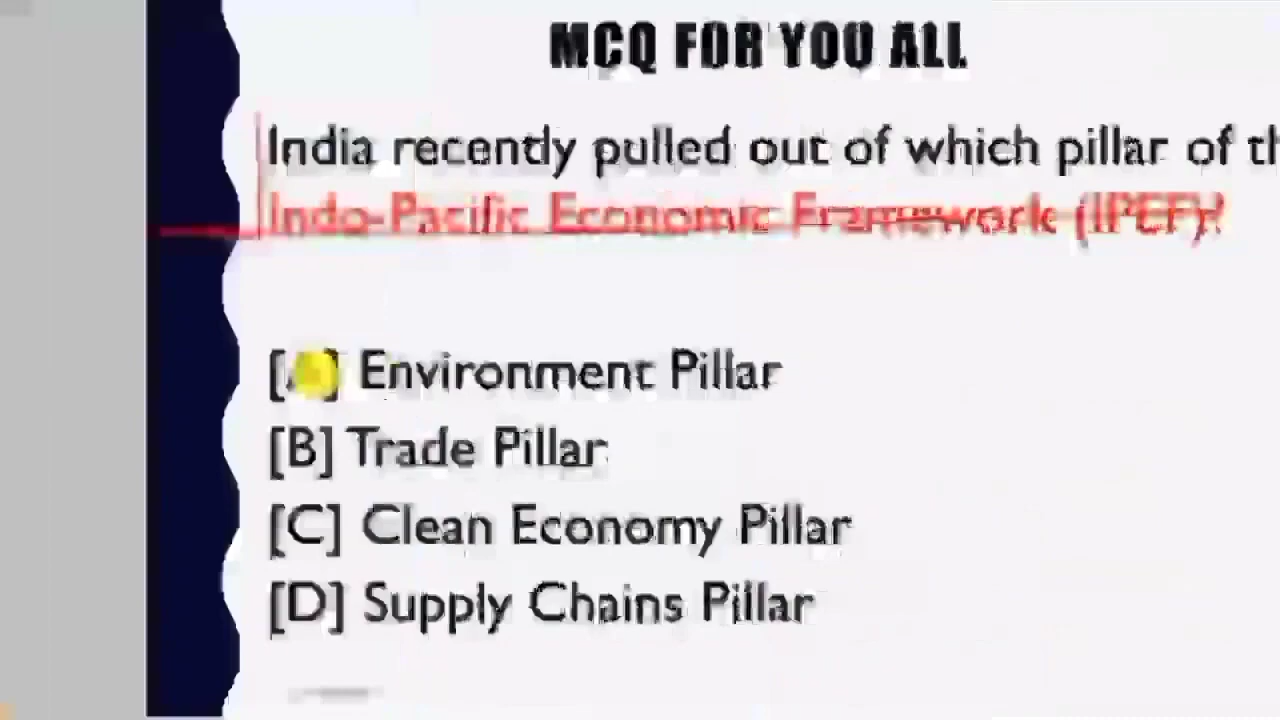 MCQ FOR YOU ALL
India recently pulled out of which pillar of th
Indo-Pacific Economic Framework (IPEF)?
[A] Environment Pillar
[B] Trade Pillar
[C] Clean Economy Pillar
[D] Supply Chains Pillar